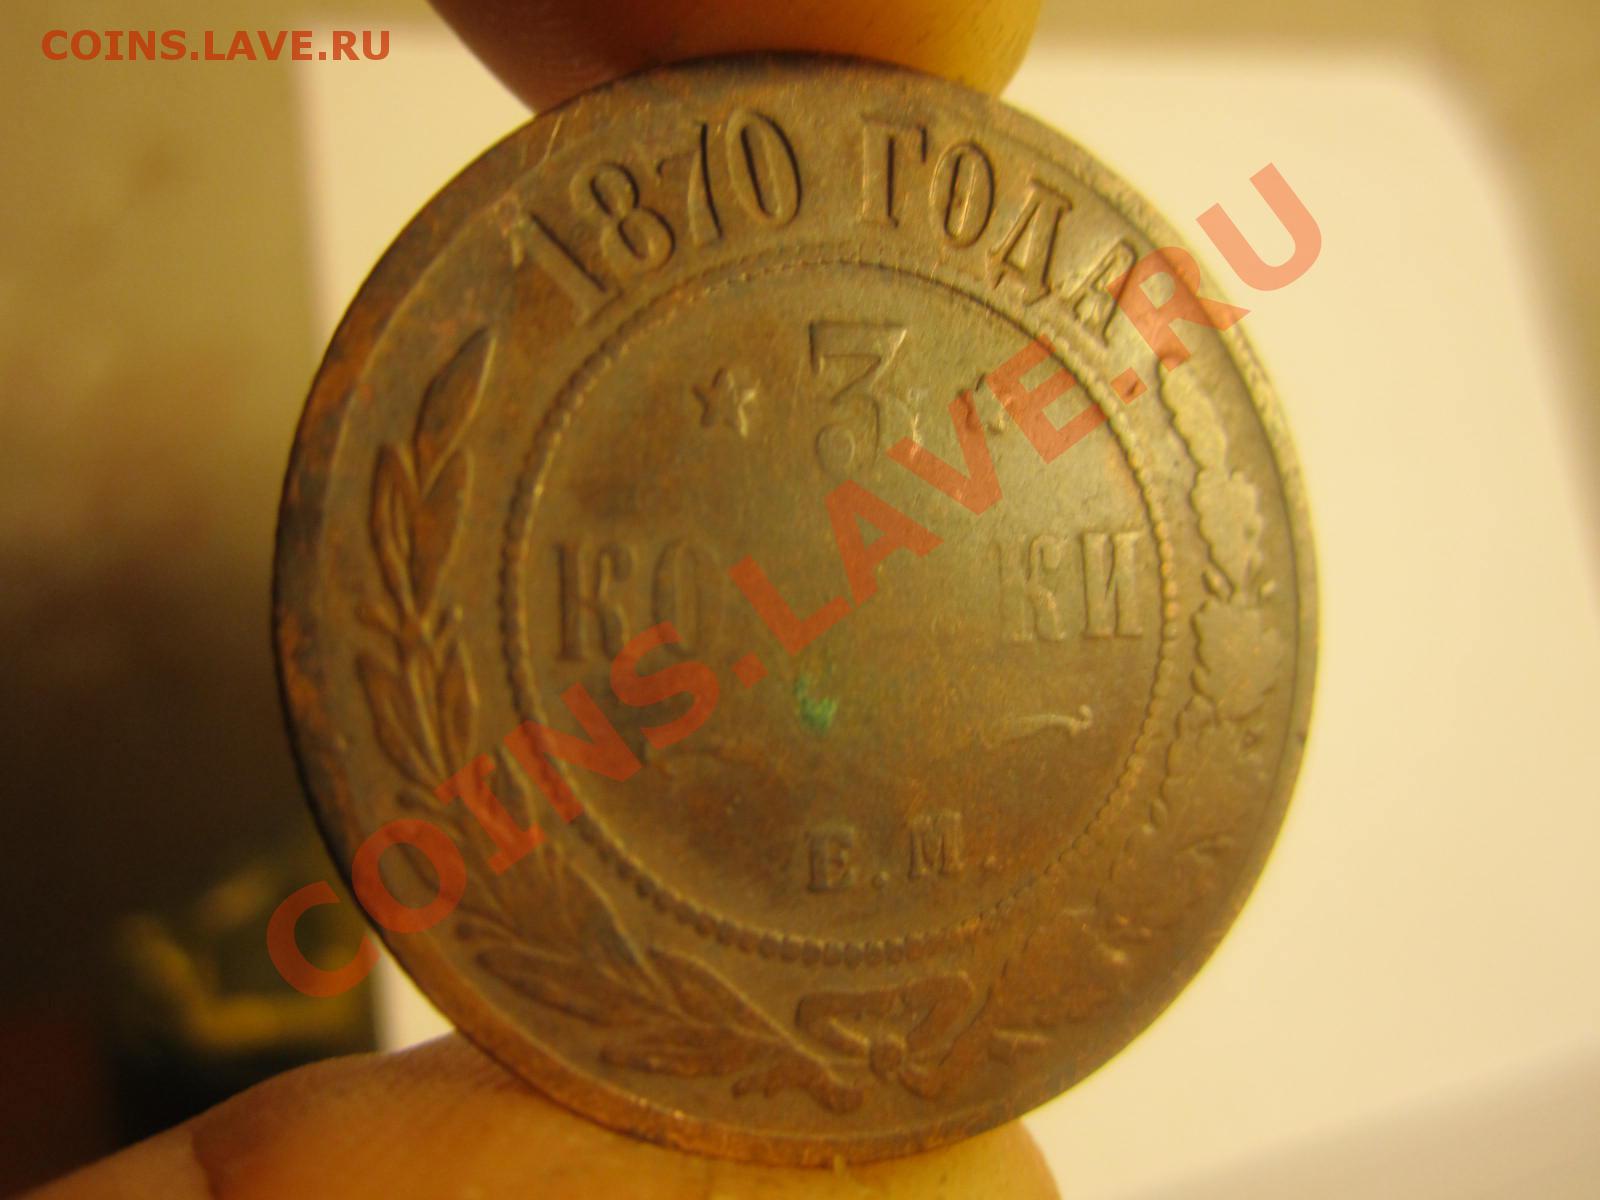 COINS.LAVE.RU
1870 ГОДА
* 3 *
КО КИ
Е.М.
COINS.LAVE.RU